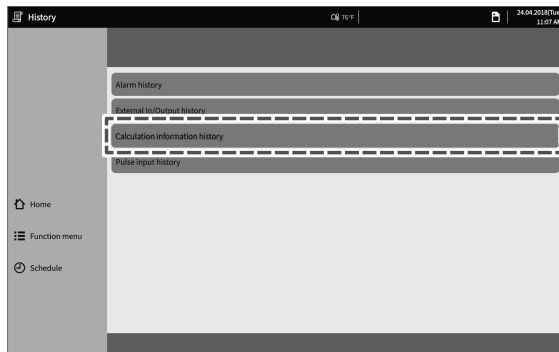 History
76°F
24.04.2018(Tue
11:07 AM
Alarm history
External In/Output history
Calculation information history
Pulse input history
Home
Function menu
Schedule